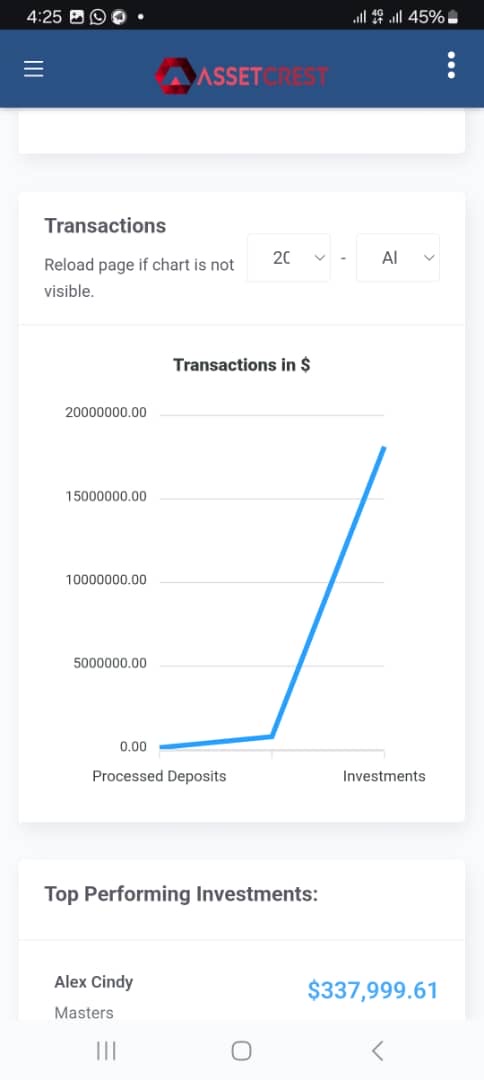 4:25
4G
45%
ASSETCREST
Transactions
Reload page if chart is not
visible.
20
-
Al
Transactions in $
20000000.00
15000000.00
10000000.00
5000000.00
0.00
Processed Deposits
Investments
Top Performing Investments:
Alex Cindy
$337,999.61
Masters